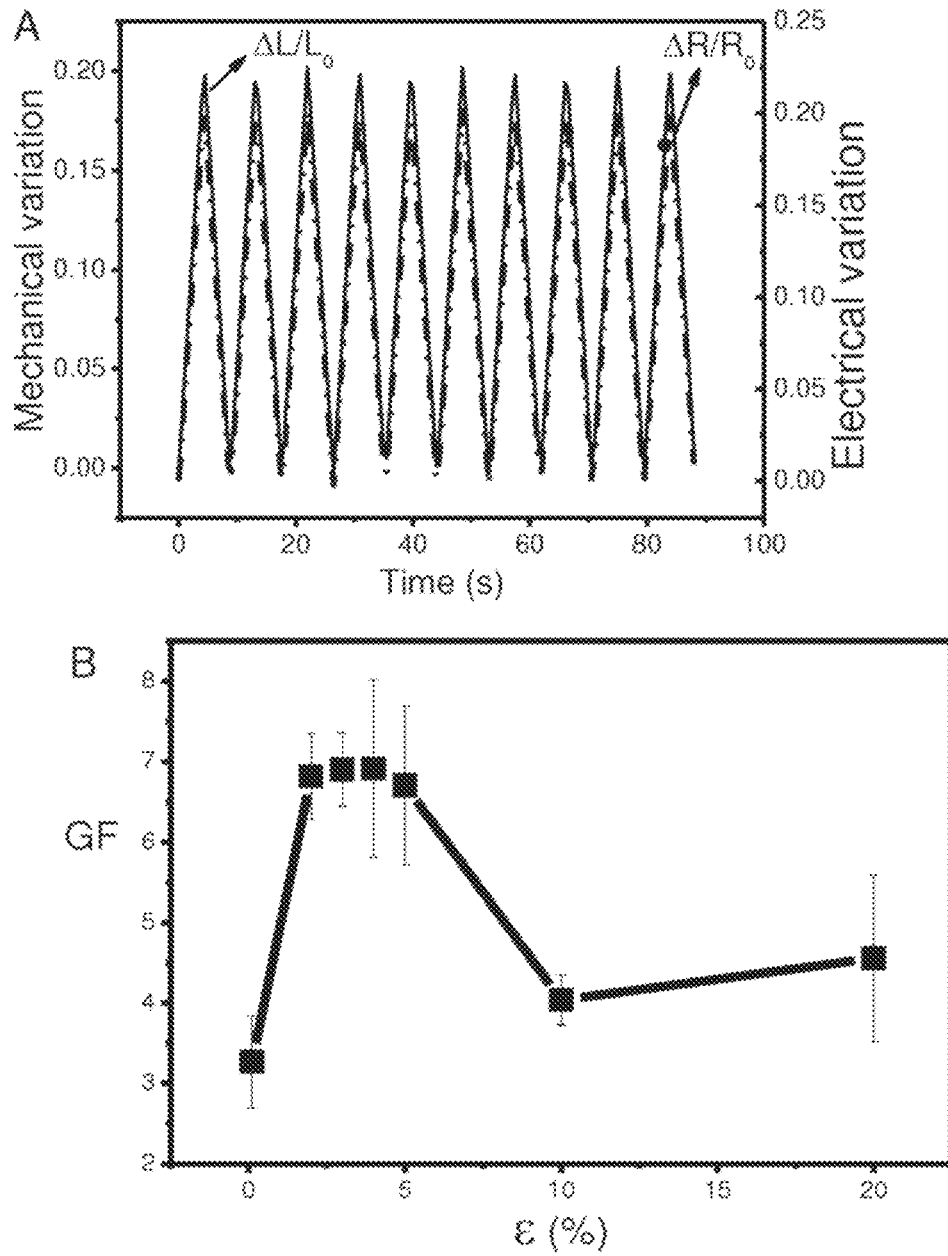 A
ΔL/L₀
ΔR/R₀
Mechanical variation
0.20
0.15
0.10
0.05
0.00
0.25
0.20
0.15
0.10
0.05
0.00
Electrical variation
0 20 40 60 80 100
Time (s)
B
GF
8
7
6
5
4
3
2
0 5 10 15 20
ε (%)